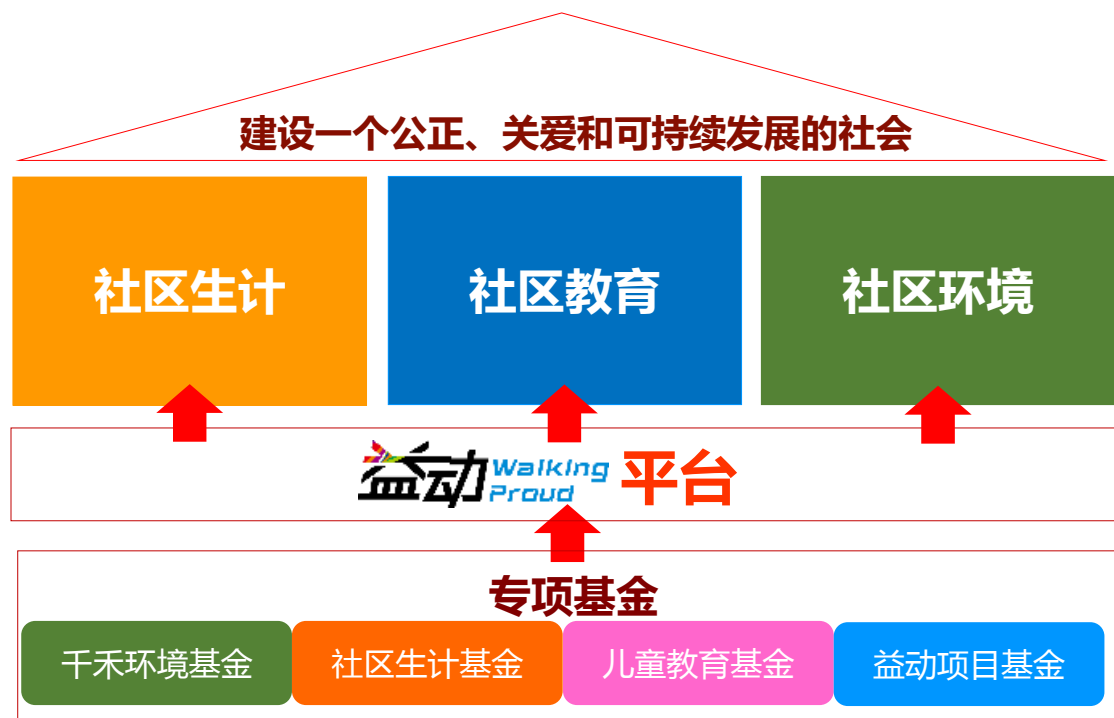 建设一个公正、关爱和可持续发展的社会
社区生计
社区教育
社区环境
益动 Walking Proud 平台
专项基金
千禾环境基金
社区生计基金
儿童教育基金
益动项目基金